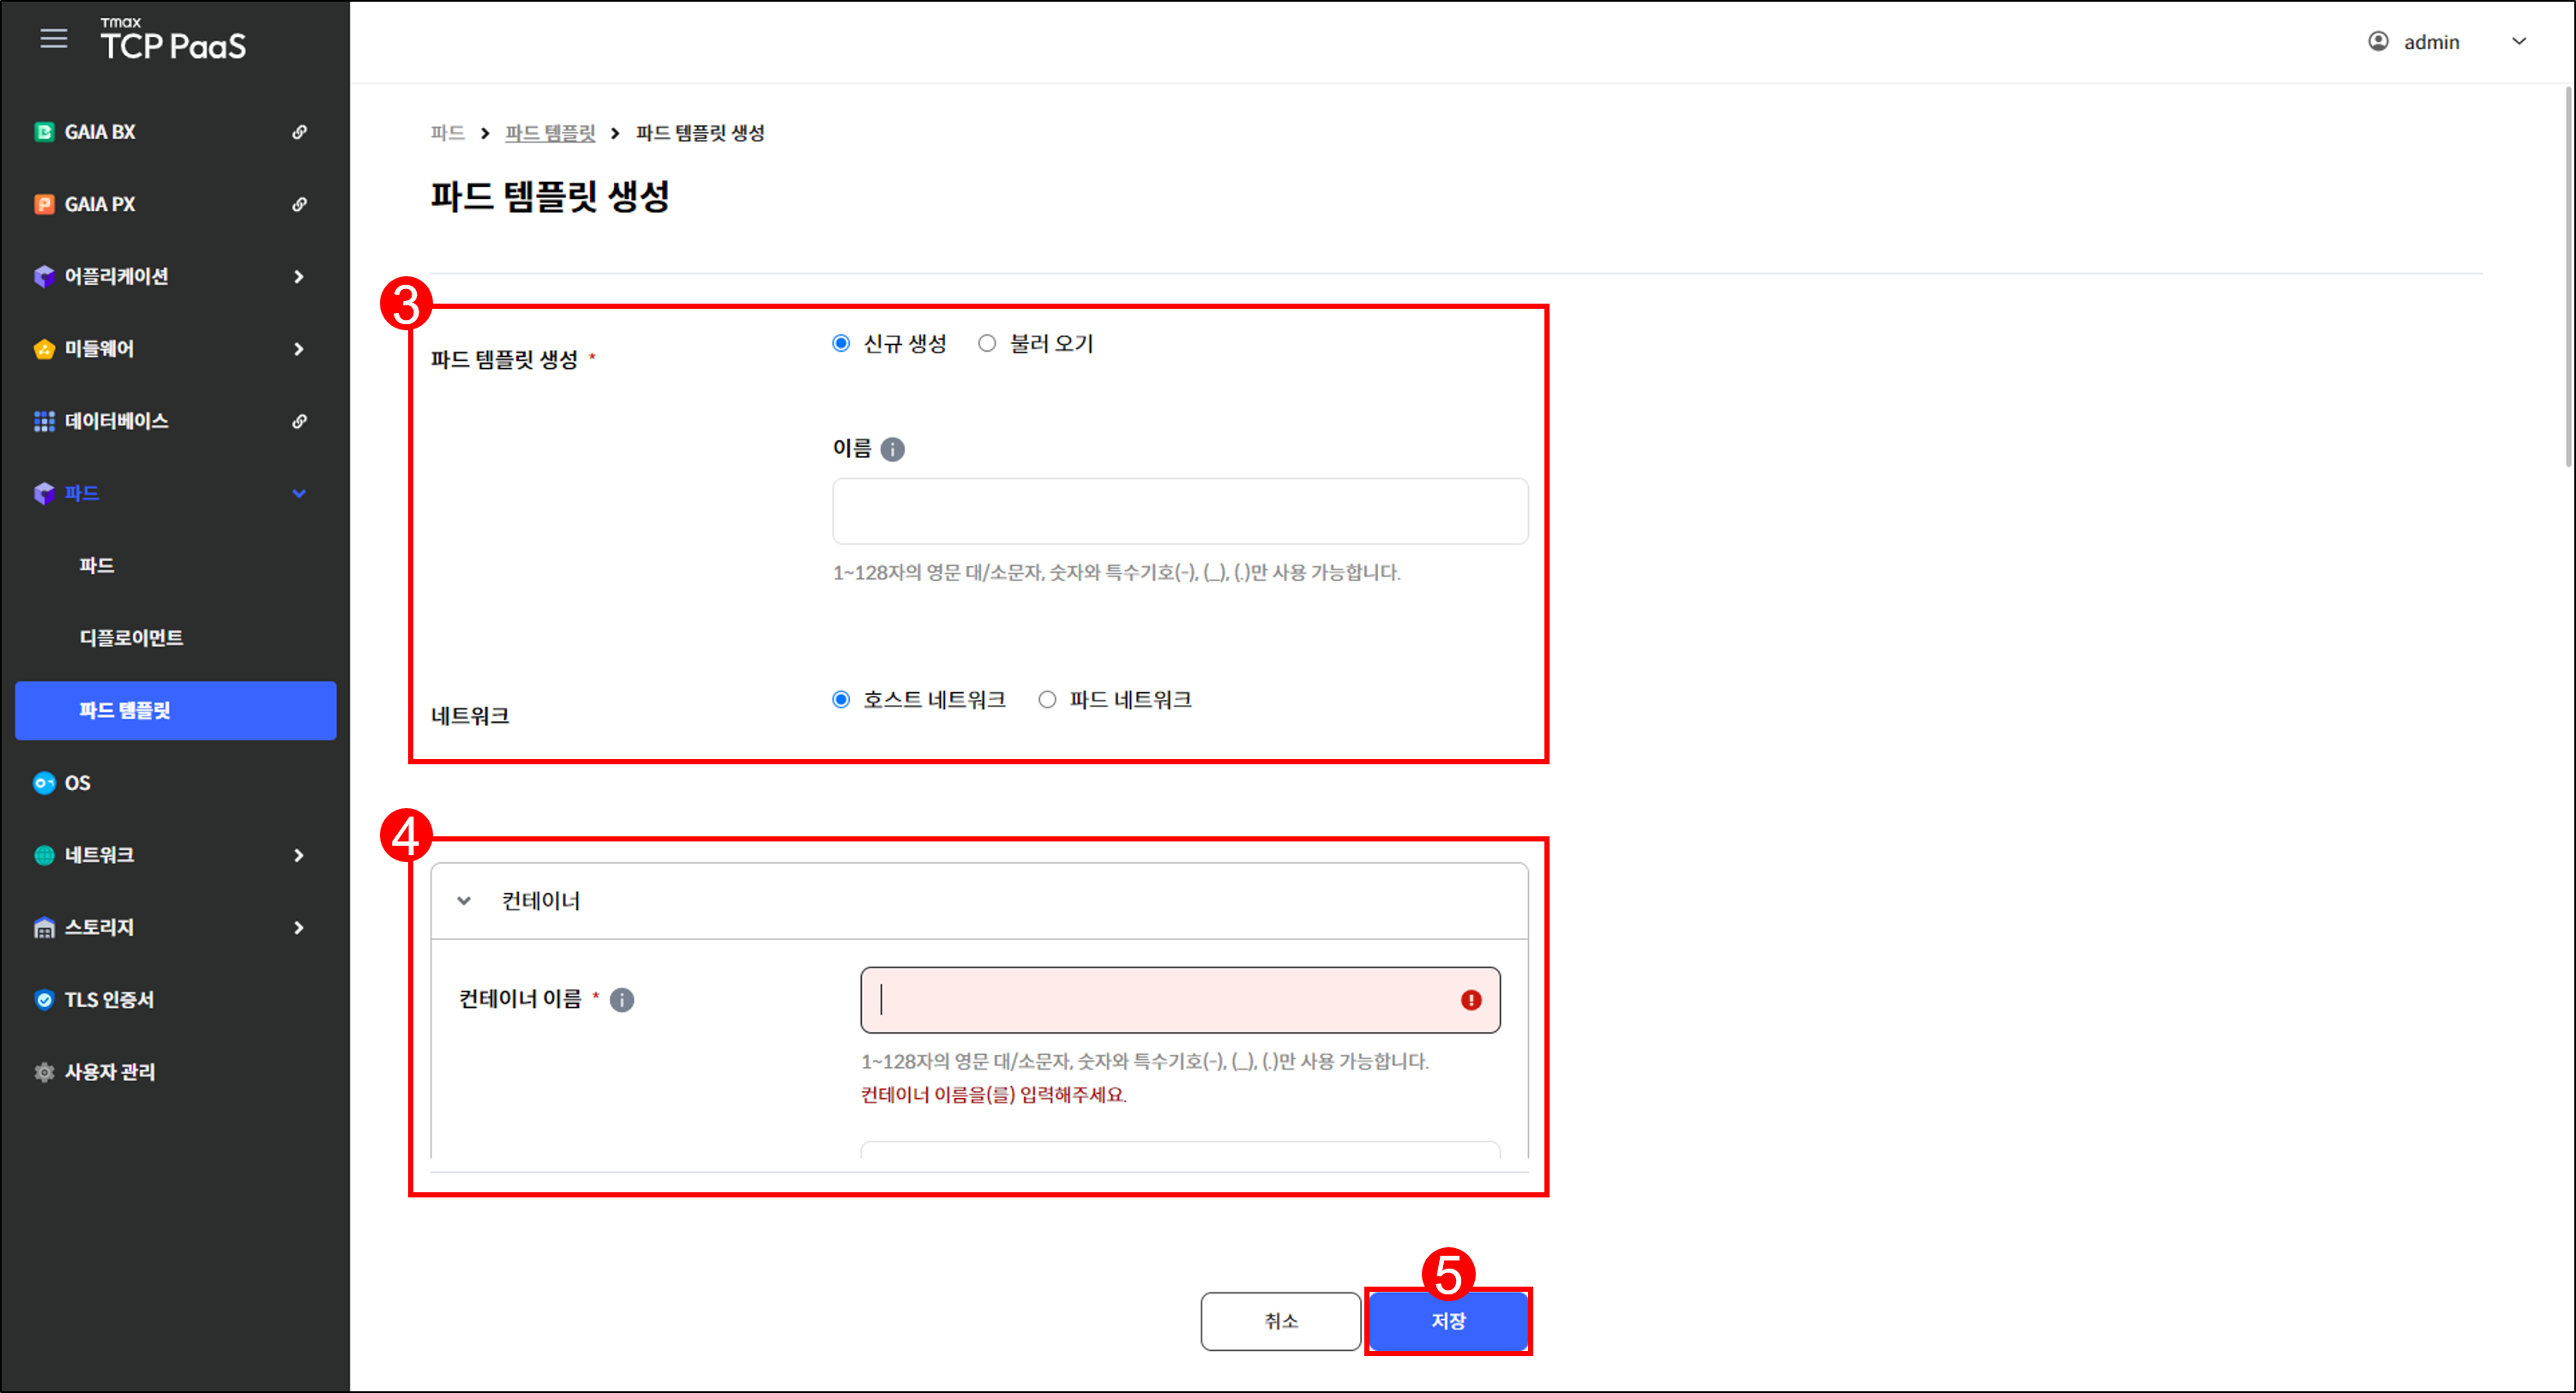 Tmax
TCP PaaS
admin
GAIA BX
GAIA PX
어플리케이션
미들웨어
데이터베이스
파드
파드
디플로이먼트
파드 템플릿
OS
네트워크
스토리지
TLS 인증서
사용자 관리
파드 > 파드 템플릿 > 파드 템플릿 생성
파드 템플릿 생성
3
파드 템플릿 생성 *
신규 생성 불러 오기
이름
1~128자의 영문 대/소문자, 숫자와 특수기호(-), (_), (.)만 사용 가능합니다.
네트워크
호스트 네트워크 파드 네트워크
4
컨테이너
컨테이너 이름 *
1~128자의 영문 대/소문자, 숫자와 특수기호(-), (_), (.)만 사용 가능합니다.
컨테이너 이름을(를) 입력해주세요.
5
취소 저장